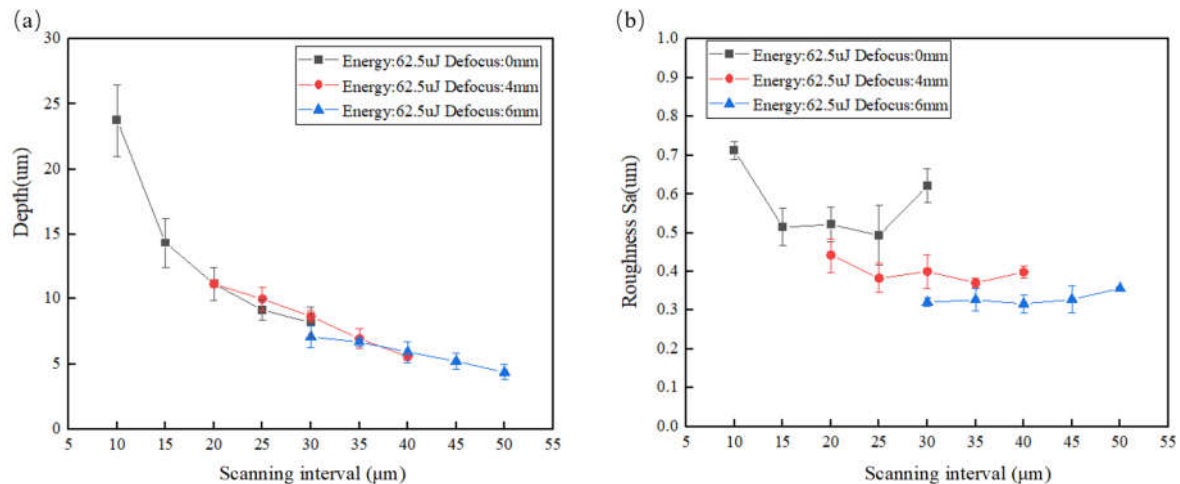 (a)
30
25
20
15
10
5
0
Depth(um)
Energy:62.5uJ Defocus:0mm
Energy:62.5uJ Defocus:4mm
Energy:62.5uJ Defocus:6mm
5 10 15 20 25 30 35 40 45 50 55
Scanning interval (μm)
(b)
1.0
0.9
0.8
0.7
0.6
0.5
0.4
0.3
0.2
0.1
0.0
Roughness Sa(um)
Energy:62.5uJ Defocus:0mm
Energy:62.5uJ Defocus:4mm
Energy:62.5uJ Defocus:6mm
5 10 15 20 25 30 35 40 45 50 55
Scanning interval (μm)